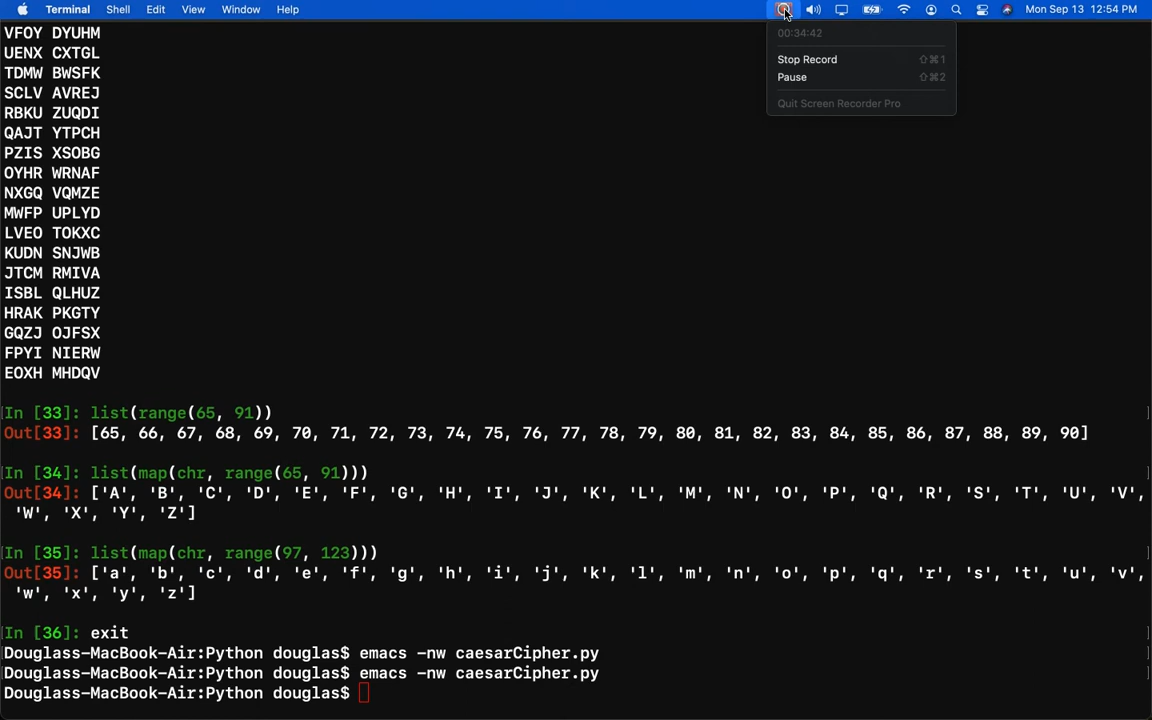 Terminal Shell Edit View Window Help Mon Sep 13 12:54 PM
00:34:42
Stop Record ⇧⌘1
Pause ⇧⌘2
Quit Screen Recorder Pro
VFOY DYUHM
UENX CXTGL
TDMW BWSFK
SCLV AVREJ
RBKU ZUQDI
QAJT YTPCH
PZIS XSOBG
OYHR WRNAF
NXGQ VQMZE
MWFP UPLYD
LVEO TOKXC
KUDN SNJWB
JTCM RMIVA
ISBL QLHUZ
HRAK PKGTY
GQZJ OJFSX
FPYI NIERW
EOXH MHDQV
In [33]: list(range(65, 91))
Out[33]: [65, 66, 67, 68, 69, 70, 71, 72, 73, 74, 75, 76, 77, 78, 79, 80, 81, 82, 83, 84, 85, 86, 87, 88, 89, 90]
In [34]: list(map(chr, range(65, 91)))
Out[34]: ['A', 'B', 'C', 'D', 'E', 'F', 'G', 'H', 'I', 'J', 'K', 'L', 'M', 'N', 'O', 'P', 'Q', 'R', 'S', 'T', 'U', 'V',
'W', 'X', 'Y', 'Z']
In [35]: list(map(chr, range(97, 123)))
Out[35]: ['a', 'b', 'c', 'd', 'e', 'f', 'g', 'h', 'i', 'j', 'k', 'l', 'm', 'n', 'o', 'p', 'q', 'r', 's', 't', 'u', 'v',
'w', 'x', 'y', 'z']
In [36]: exit
Douglass-MacBook-Air:Python douglas$ emacs -nw caesarCipher.py
Douglass-MacBook-Air:Python douglas$ emacs -nw caesarCipher.py
Douglass-MacBook-Air:Python douglas$